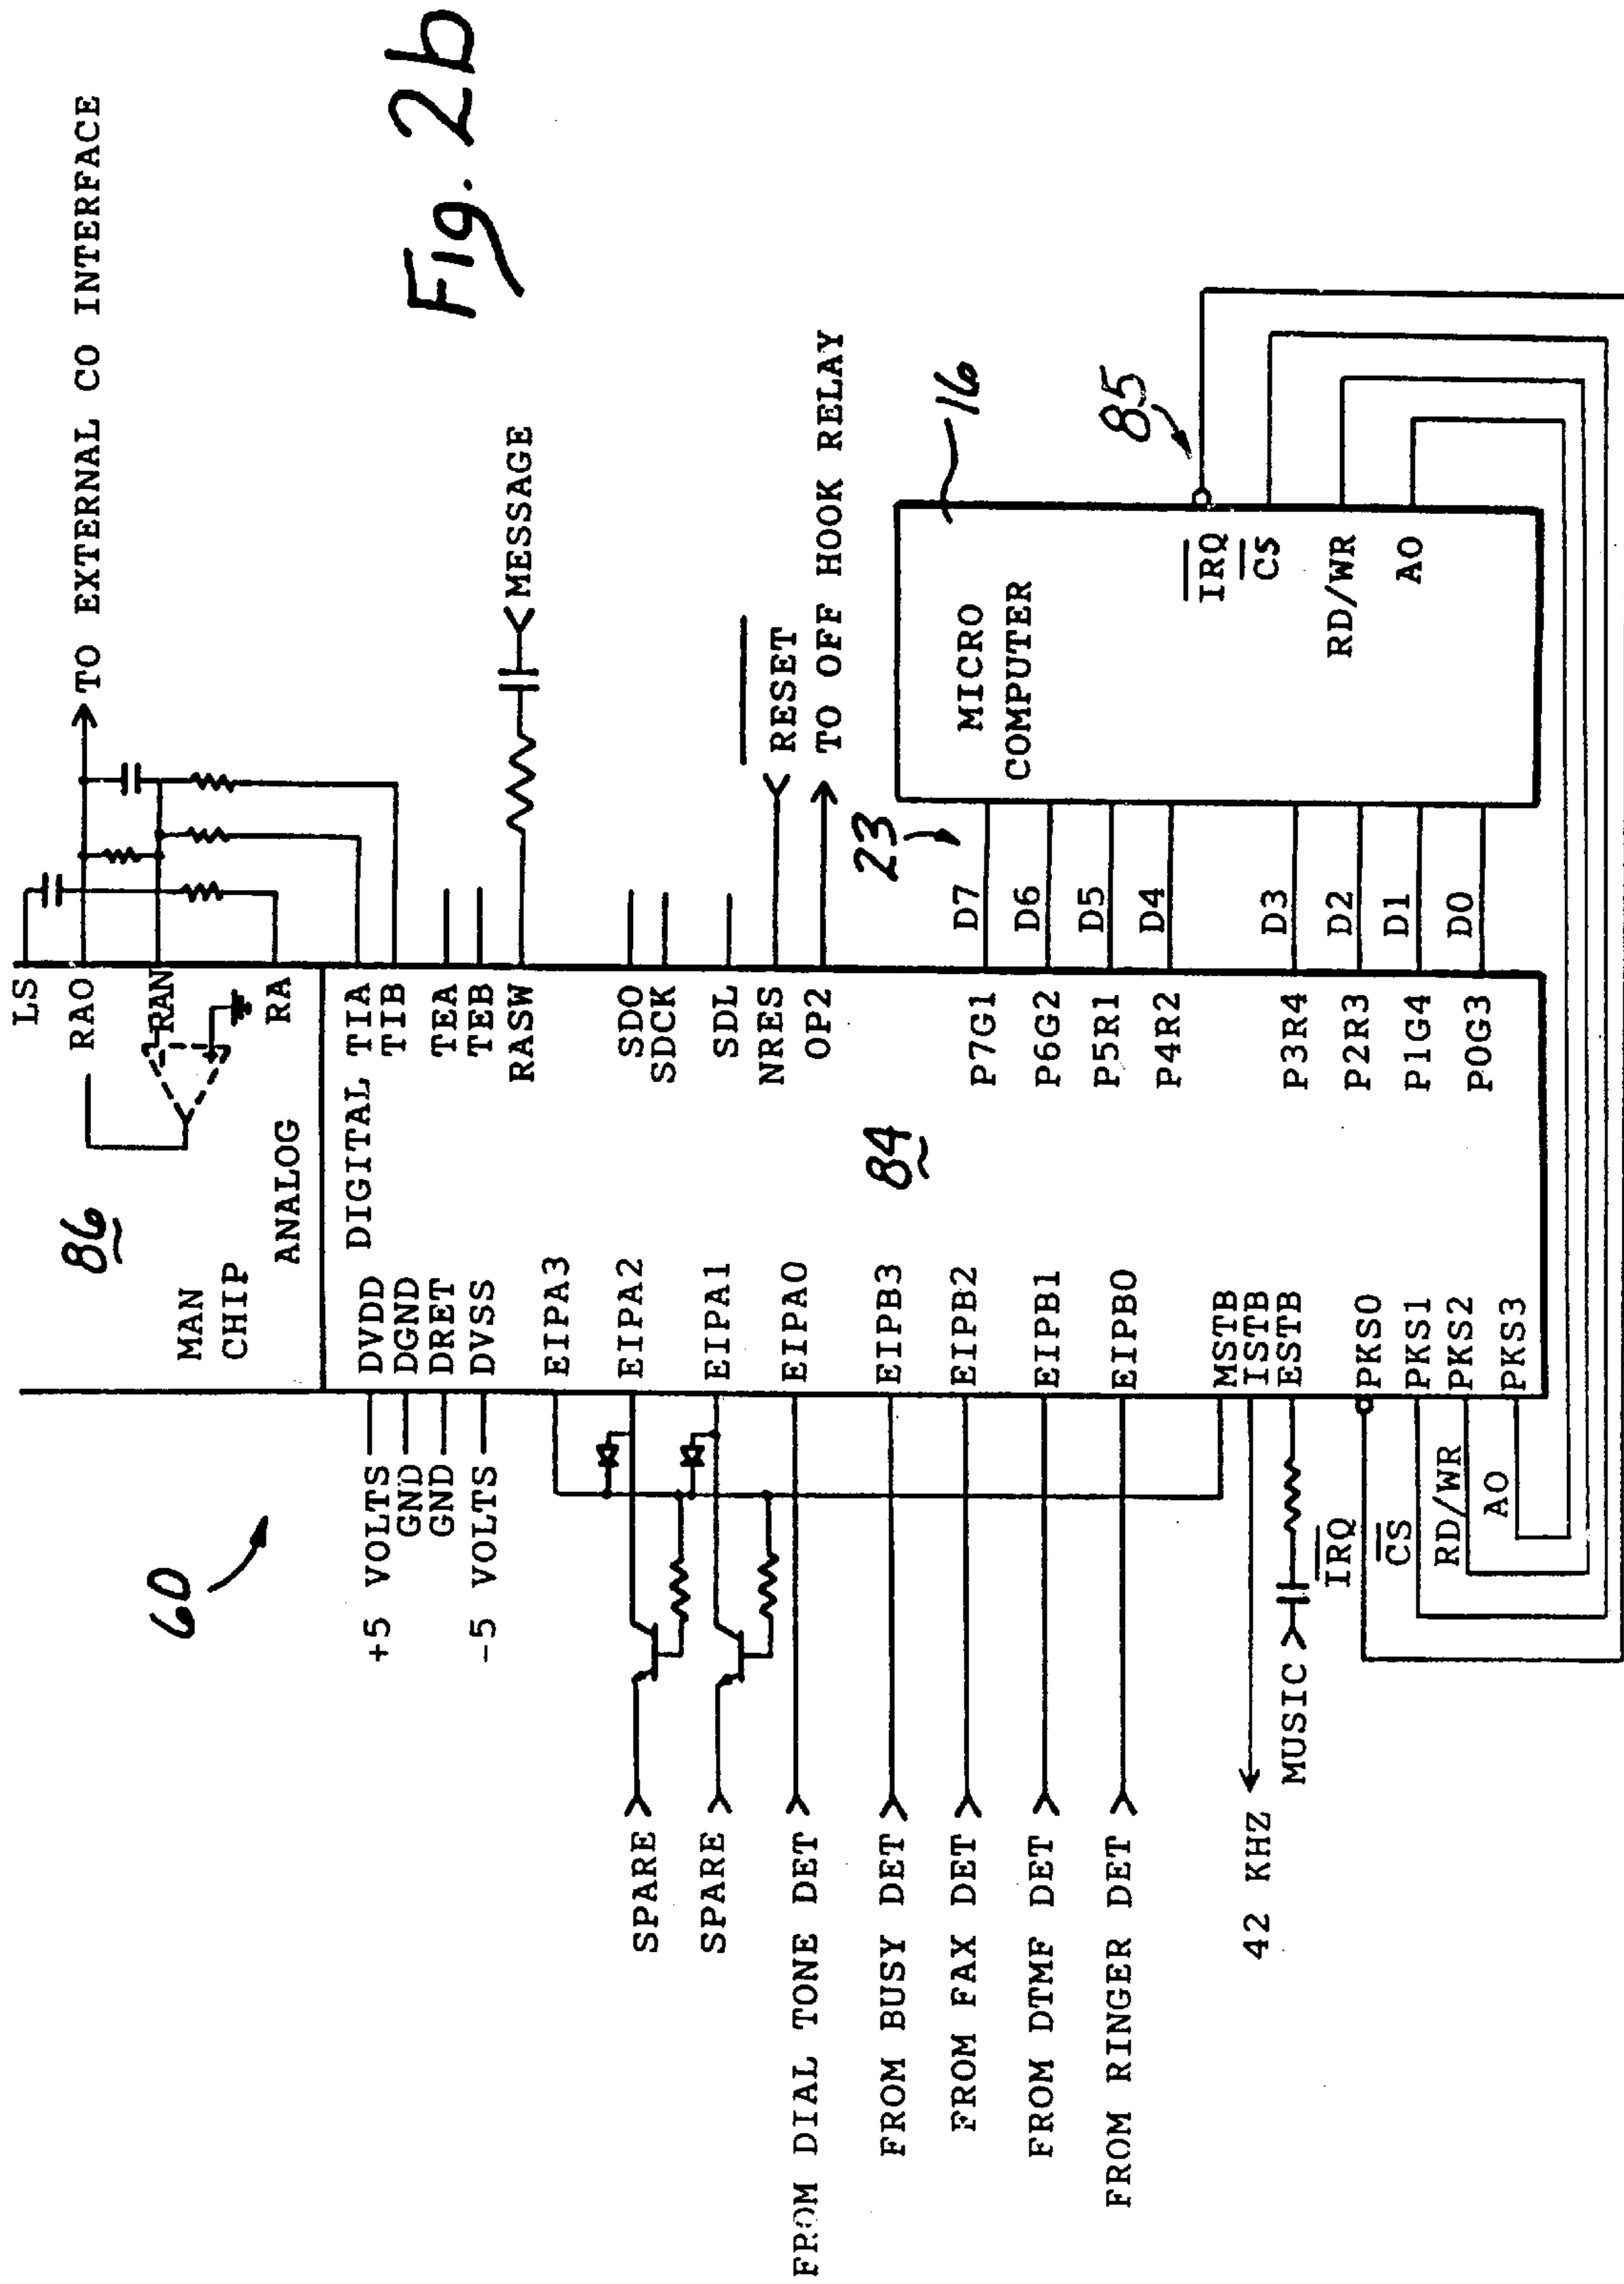 Fig. 2b
60
86
MAN
CHIP
ANALOG
DIGITAL
84
LS
RAO
RAN
RA
TO EXTERNAL CO INTERFACE
TIA
TIB
TEA
TEB
RASW
MESSAGE
SDO
SDCK
SDL
NRES
RESET
OP2
TO OFF HOOK RELAY
+5 VOLTS DVDD
GND DGND
GND DRET
-5 VOLTS DVSS
EIPA3
SPARE EIPA2
SPARE EIPA1
FROM DIAL TONE DET EIPA0
FROM BUSY DET EIPB3
FROM FAX DET EIPB2
FROM DTMF DET EIPB1
FROM RINGER DET EIPB0
MSTB
42 KHZ ISTB
MUSIC ESTB
IRQ PKS0
CS PKS1
RD/WR PKS2
A0 PKS3
23
P7G1 D7
P6G2 D6
P5R1 D5
P4R2 D4
P3R4 D3
P2R3 D2
P1G4 D1
P0G3 D0
MICRO
COMPUTER
16
85
IRQ
CS
RD/WR
A0